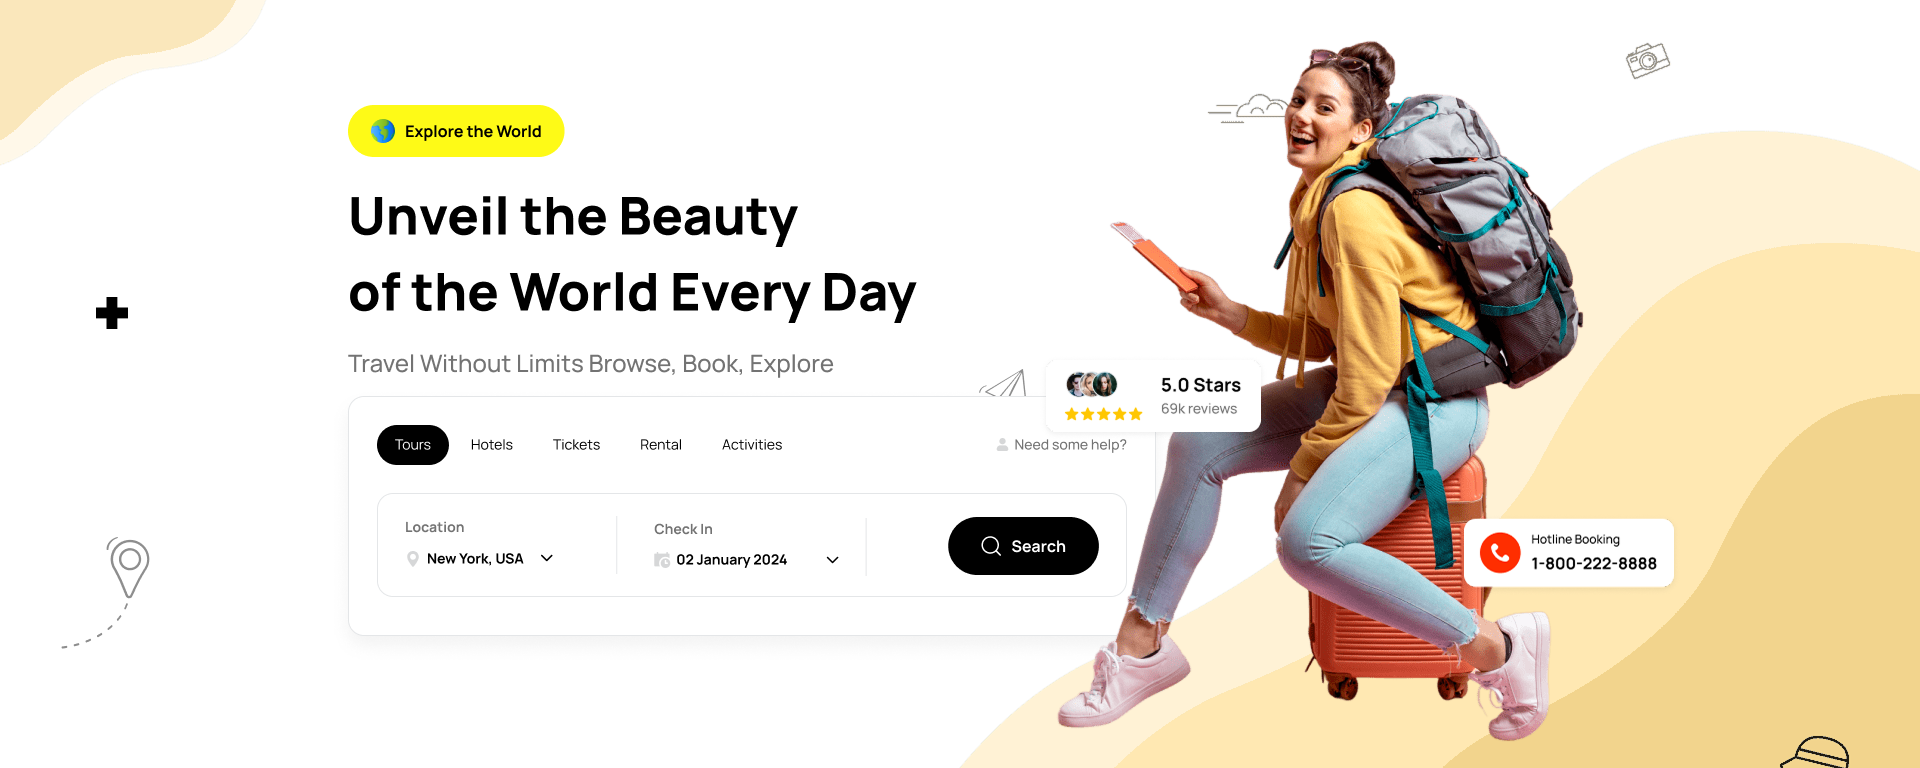 Explore the World
Unveil the Beauty
of the World Every Day
Travel Without Limits Browse, Book, Explore
5.0 Stars
69k reviews
Tours
Hotels
Tickets
Rental
Activities
Need some help?
Location
New York, USA
Check In
02 January 2024
Search
Hotline Booking
1-800-222-8888